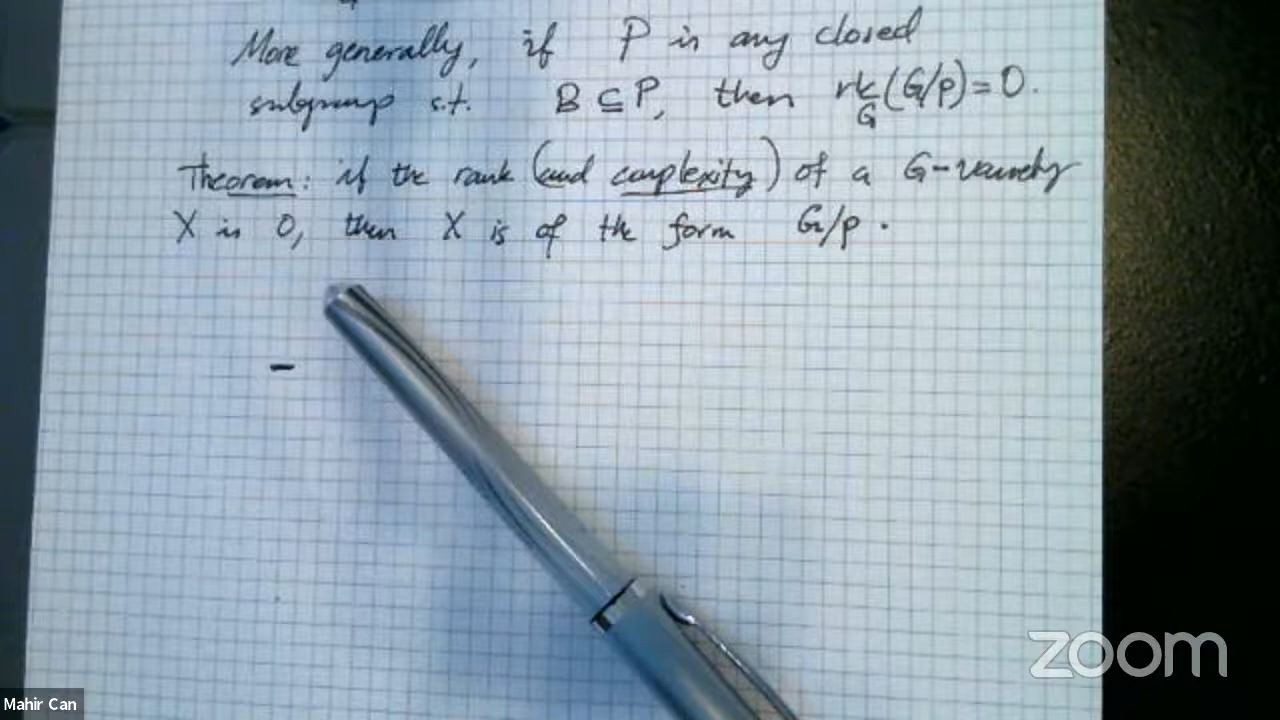 More generally, if P is any closed
subgroup s.t. B ⊆ P, then rk_G(G/P)=0.
Theorem: if the rank (and complexity) of a G-variety
X is 0, then X is of the form G/P.
zoom
Mahir Can